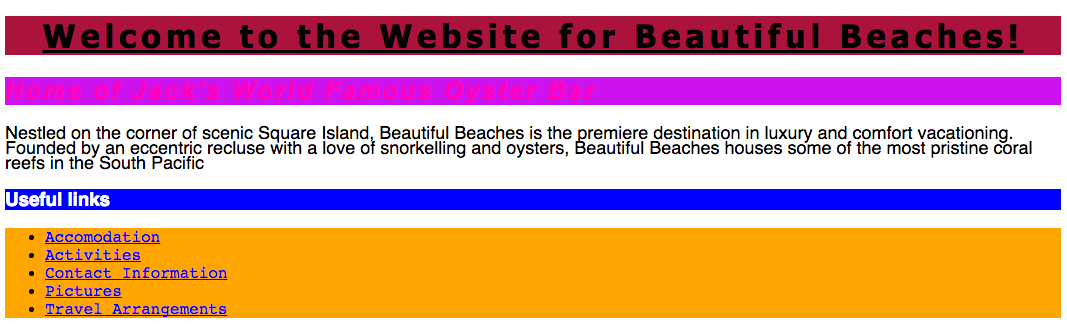 Welcome to the Website for Beautiful Beaches!
Home of Jack's World Famous Oyster Bar
Nestled on the corner of scenic Square Island, Beautiful Beaches is the premiere destination in luxury and comfort vacationing.
Founded by an eccentric recluse with a love of snorkelling and oysters, Beautiful Beaches houses some of the most pristine coral
reefs in the South Pacific
Useful links
• Accomodation
• Activities
• Contact Information
• Pictures
• Travel Arrangements